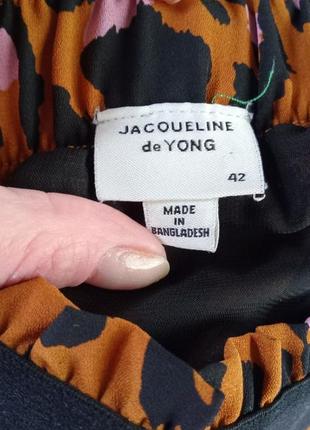 JACQUELINE
de YONG
42
MADE
IN
BANGLADESH